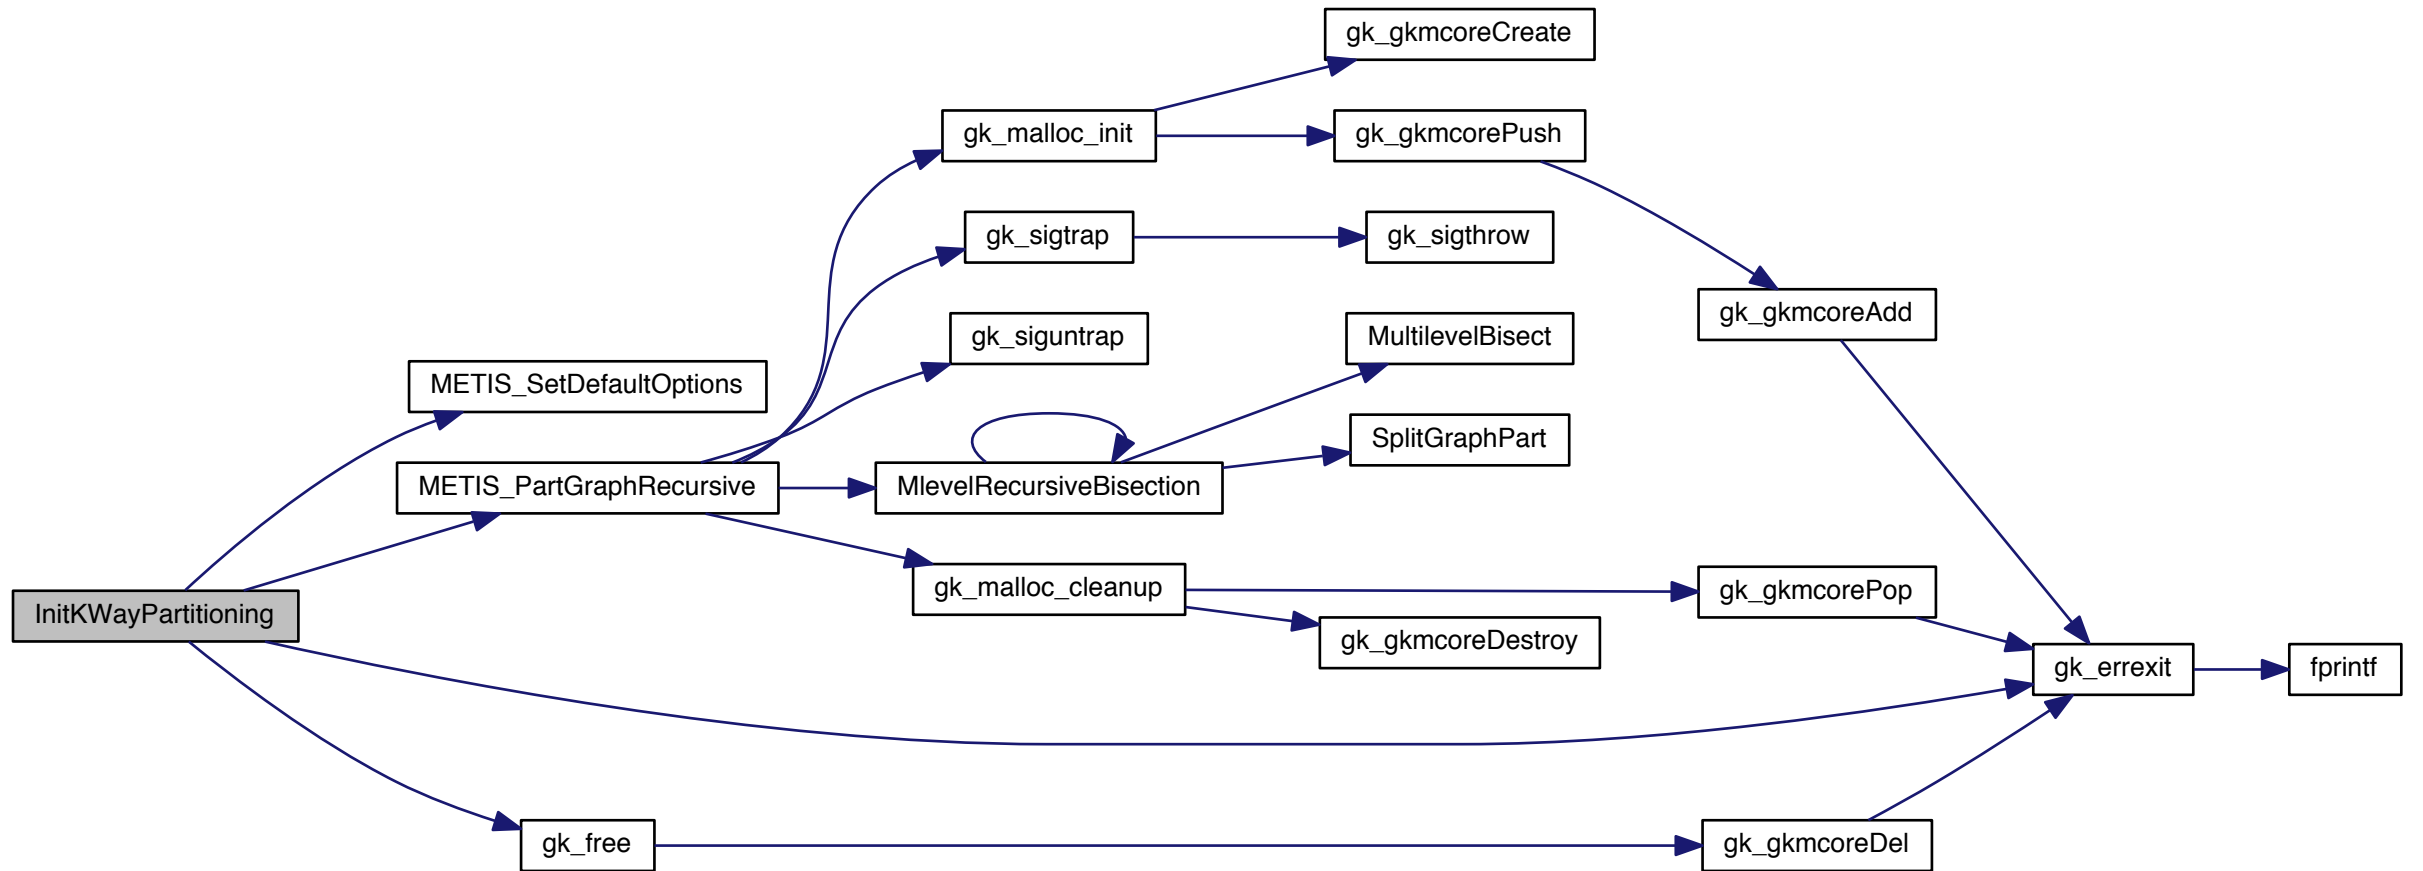 gk_gkmcoreCreate
gk_malloc_init
gk_gkmcorePush
gk_sigtrap
gk_sigthrow
gk_gkmcoreAdd
gk_siguntrap
MultilevelBisect
METIS_SetDefaultOptions
SplitGraphPart
METIS_PartGraphRecursive
MlevelRecursiveBisection
gk_malloc_cleanup
gk_gkmcorePop
InitKWayPartitioning
gk_gkmcoreDestroy
gk_errexit
fprintf
gk_free
gk_gkmcoreDel